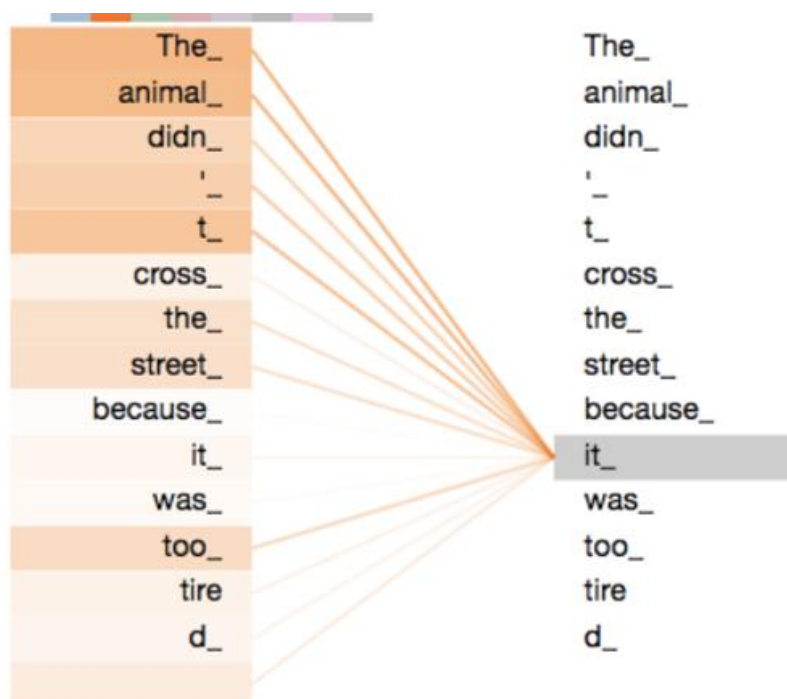 The_ The_
animal_ animal_
didn_ didn_
'_ '_
t_ t_
cross_ cross_
the_ the_
street_ street_
because_ because_
it_ it_
was_ was_
too_ too_
tire tire
d_ d_